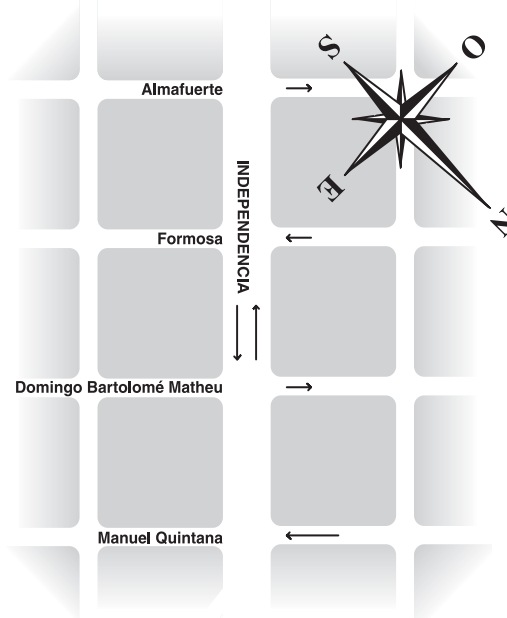 S
O
Almafuerte
E
INDEPENDENCIA
N
Formosa
Domingo Bartolomé Matheu
Manuel Quintana